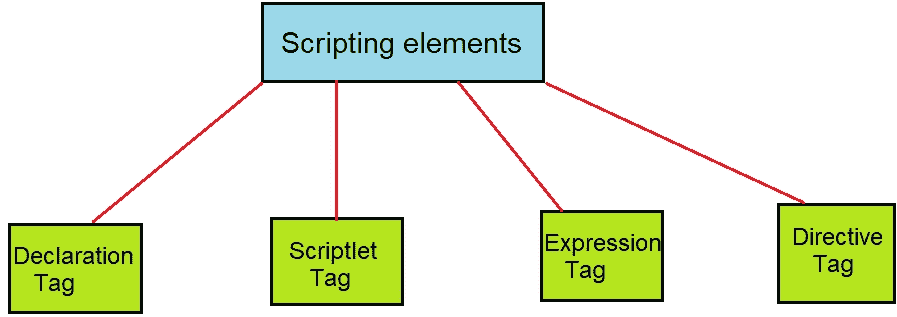 Scripting elements
Declaration
Tag
Scriptlet
Tag
Expression
Tag
Directive
Tag